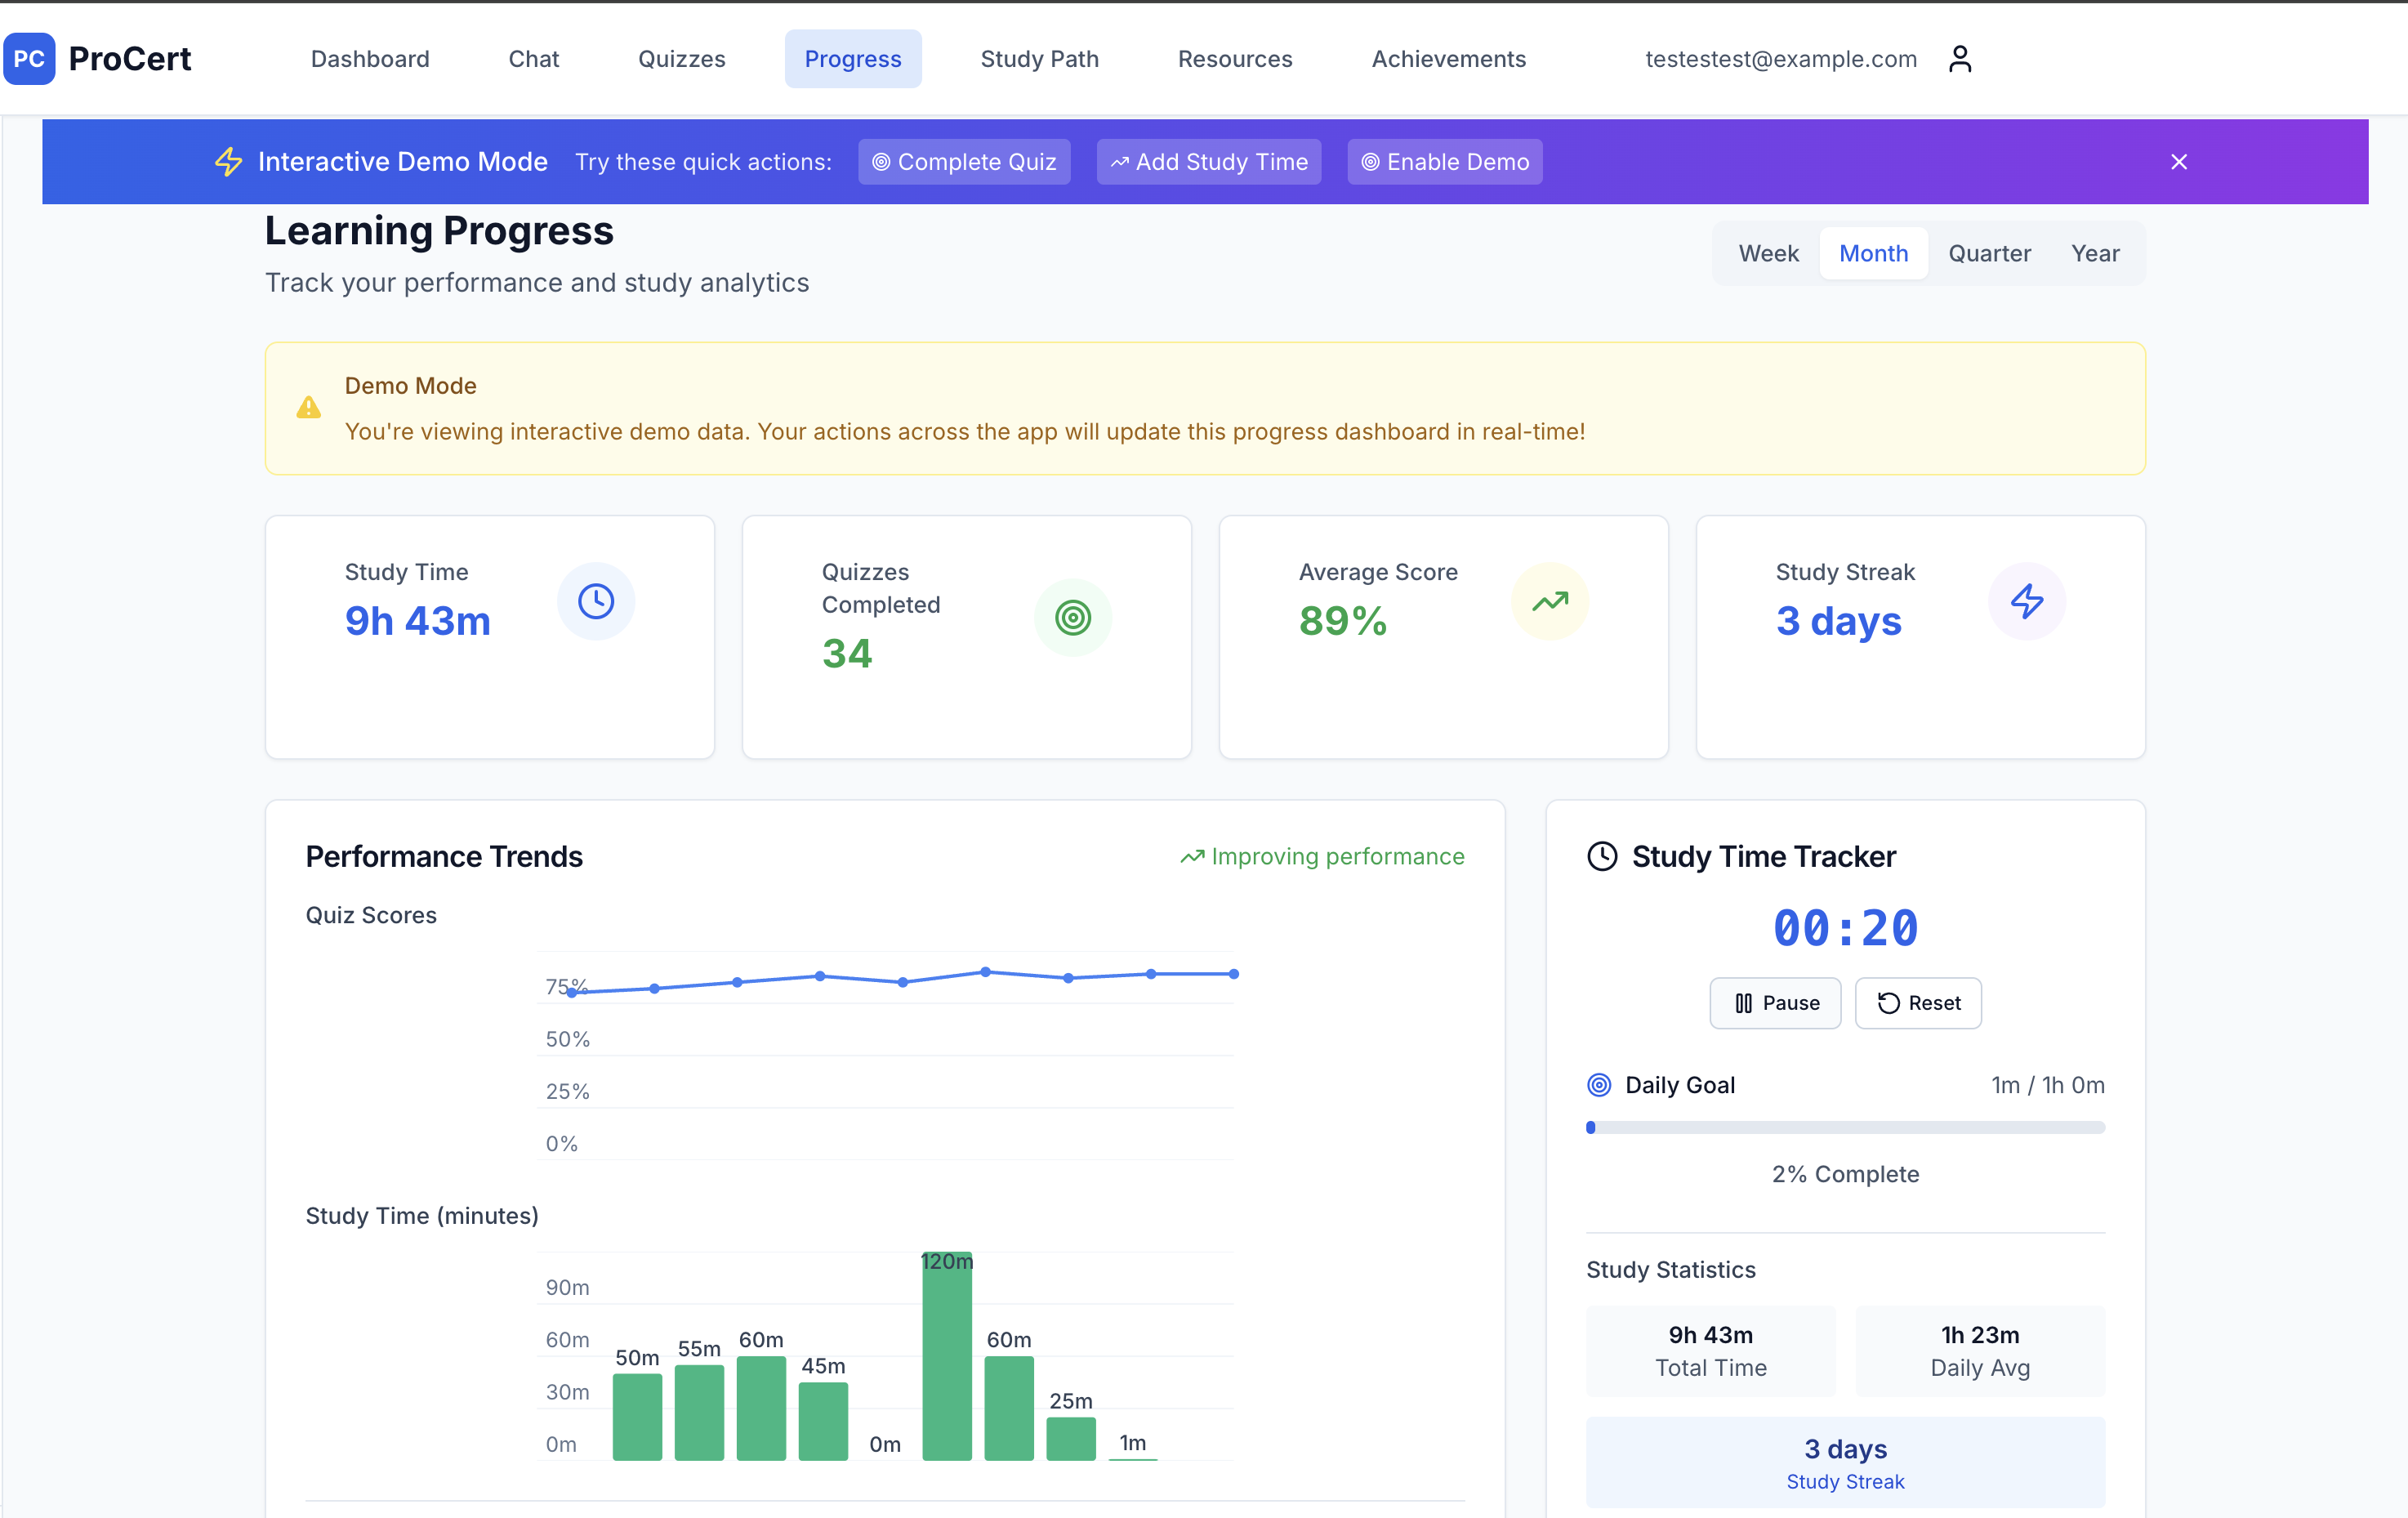 PC ProCert Dashboard Chat Quizzes Progress Study Path Resources Achievements testestest@example.com
Interactive Demo Mode Try these quick actions: Complete Quiz Add Study Time Enable Demo
Learning Progress
Track your performance and study analytics
Week Month Quarter Year
Demo Mode
You're viewing interactive demo data. Your actions across the app will update this progress dashboard in real-time!
Study Time
9h 43m
Quizzes
Completed
34
Average Score
89%
Study Streak
3 days
Performance Trends
Improving performance
Quiz Scores
75%
50%
25%
0%
Study Time (minutes)
90m
60m
30m
0m
50m
55m
60m
45m
0m
120m
60m
25m
1m
Study Time Tracker
00:20
Pause Reset
Daily Goal 1m / 1h 0m
2% Complete
Study Statistics
9h 43m
Total Time
1h 23m
Daily Avg
3 days
Study Streak